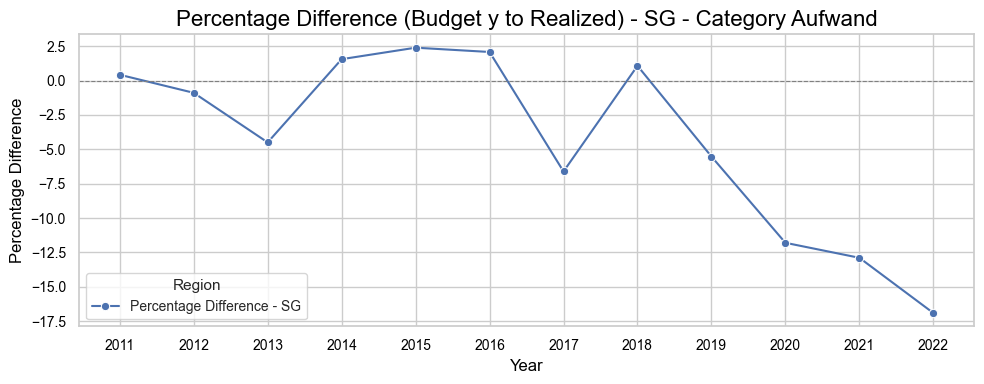 Percentage Difference (Budget y to Realized) - SG - Category Aufwand
Percentage Difference
2.5
0.0
−2.5
−5.0
−7.5
−10.0
−12.5
−15.0
−17.5
Region
Percentage Difference - SG
2011 2012 2013 2014 2015 2016 2017 2018 2019 2020 2021 2022
Year